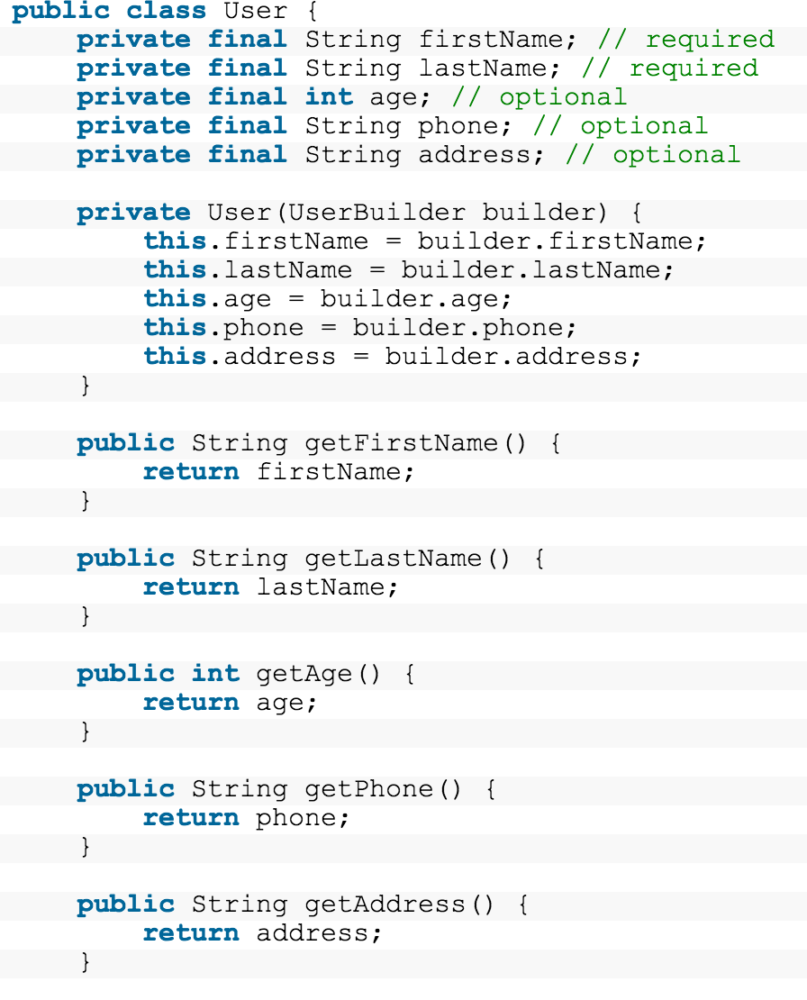 public class User {
    private final String firstName; // required
    private final String lastName; // required
    private final int age; // optional
    private final String phone; // optional
    private final String address; // optional

    private User(UserBuilder builder) {
        this.firstName = builder.firstName;
        this.lastName = builder.lastName;
        this.age = builder.age;
        this.phone = builder.phone;
        this.address = builder.address;
    }

    public String getFirstName() {
        return firstName;
    }

    public String getLastName() {
        return lastName;
    }

    public int getAge() {
        return age;
    }

    public String getPhone() {
        return phone;
    }

    public String getAddress() {
        return address;
    }